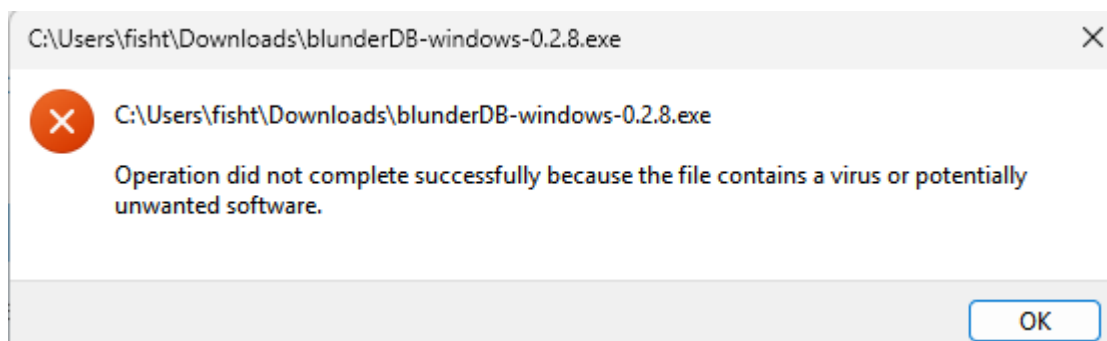 C:\Users\fisht\Downloads\blunderDB-windows-0.2.8.exe
C:\Users\fisht\Downloads\blunderDB-windows-0.2.8.exe
Operation did not complete successfully because the file contains a virus or potentially
unwanted software.
OK